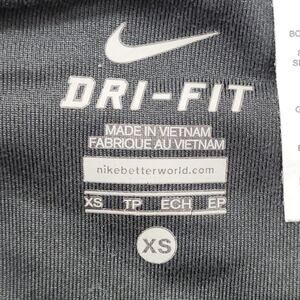 DRI-FIT
MADE IN VIETNAM
FABRIQUE AU VIETNAM
nikebetterworld.com
XS TP ECH EP
XS